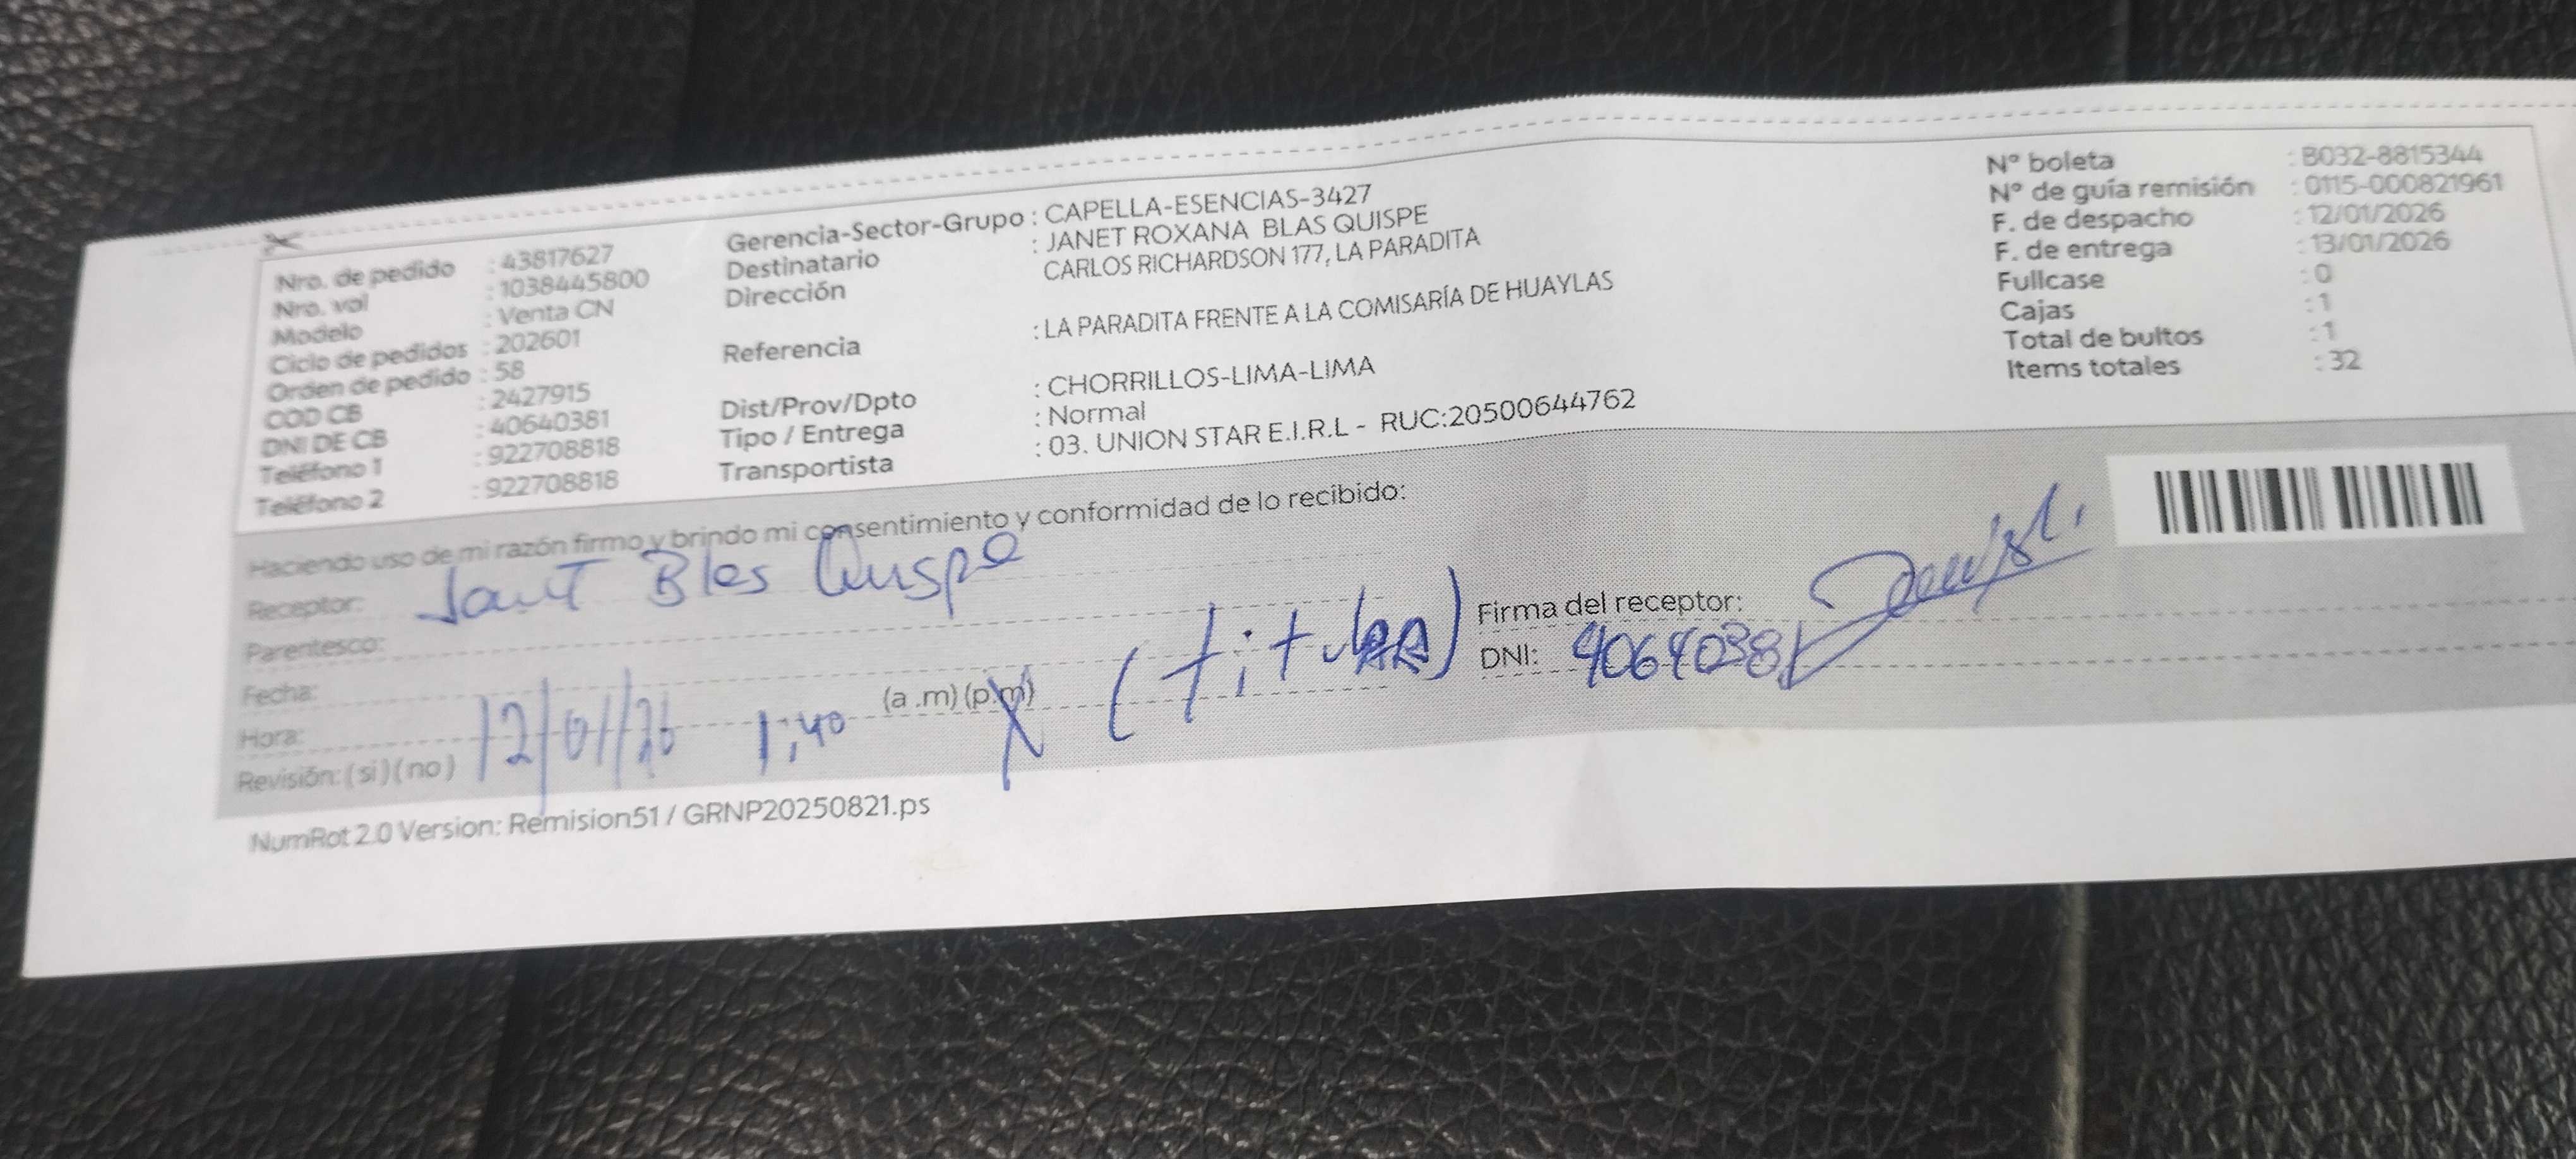 Nro. de pedido : 43817627
Nro. val : 1038445800
Modelo : Venta CN
Ciclo de pedidos : 202601
Orden de pedido : 58
COD CB : 2427915
DNI DE CB : 40640381
Teléfono 1 : 922708818
Teléfono 2 : 922708818
Gerencia-Sector-Grupo : CAPELLA-ESENCIAS-3427
Destinatario : JANET ROXANA BLAS QUISPE
Dirección CARLOS RICHARDSON 177, LA PARADITA
Referencia : LA PARADITA FRENTE A LA COMISARÍA DE HUAYLAS
Dist/Prov/Dpto : CHORRILLOS-LIMA-LIMA
Tipo / Entrega : Normal
Transportista : 03. UNION STAR E.I.R.L - RUC:20500644762
N° boleta : B032-8815344
N° de guía remisión : 0115-000821961
F. de despacho : 12/01/2026
F. de entrega : 13/01/2026
Fullcase : 0
Cajas : 1
Total de bultos : 1
Items totales : 32
Haciendo uso de mi razón firmo y brindo mi consentimiento y conformidad de lo recibido:
Receptor: Janet Blas Quispe
Parentesco: (titular)
Fecha: 12/01/26
Hora: 1:40 (a .m) (p.m)
Revisión: (si) (no)
Firma del receptor:
DNI: 40640381
NumRot 2.0 Version: Remision51 / GRNP20250821.ps